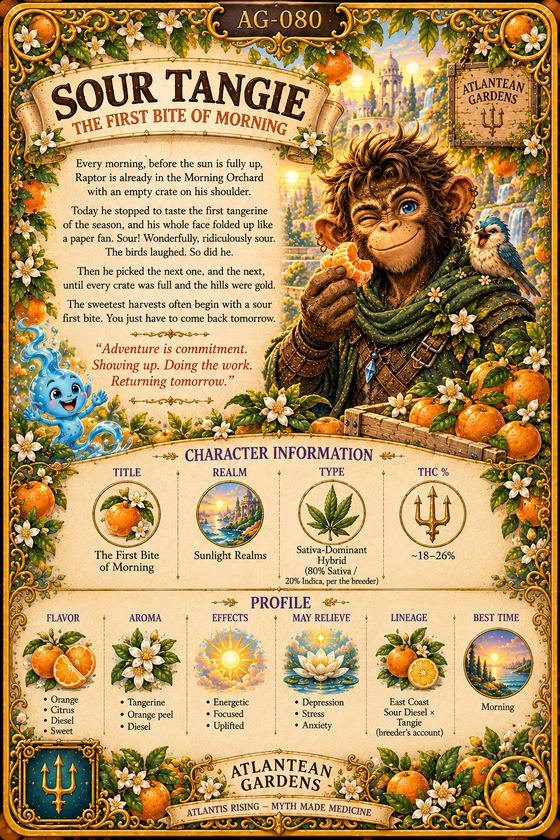 AG-080
SOUR TANGIE
THE FIRST BITE OF MORNING
ATLANTEAN
GARDENS
Every morning, before the sun is fully up,
Raptor is already in the Morning Orchard
with an empty crate on his shoulder.
Today he stopped to taste the first tangerine
of the season, and his whole face folded up like
a paper fan. Sour! Wonderfully, ridiculously sour.
The birds laughed. So did he.
Then he picked the next one, and the next,
until every crate was full and the hills were gold.
The sweetest harvests often begin with a sour
first bite. You just have to come back tomorrow.
“Adventure is commitment.
Showing up. Doing the work.
Returning tomorrow.”
CHARACTER INFORMATION
TITLE
The First Bite
of Morning
REALM
Sunlight Realms
TYPE
Sativa-Dominant
Hybrid
(80% Sativa /
20% Indica, per the breeder)
THC %
~18–26%
PROFILE
FLAVOR
• Orange
• Citrus
• Diesel
• Sweet
AROMA
• Tangerine
• Orange peel
• Diesel
EFFECTS
• Energetic
• Focused
• Uplifted
MAY RELIEVE
• Depression
• Stress
• Anxiety
LINEAGE
East Coast
Sour Diesel ×
Tangie
(breeder's account)
BEST TIME
Morning
ATLANTEAN
GARDENS
ATLANTIS RISING – MYTH MADE MEDICINE